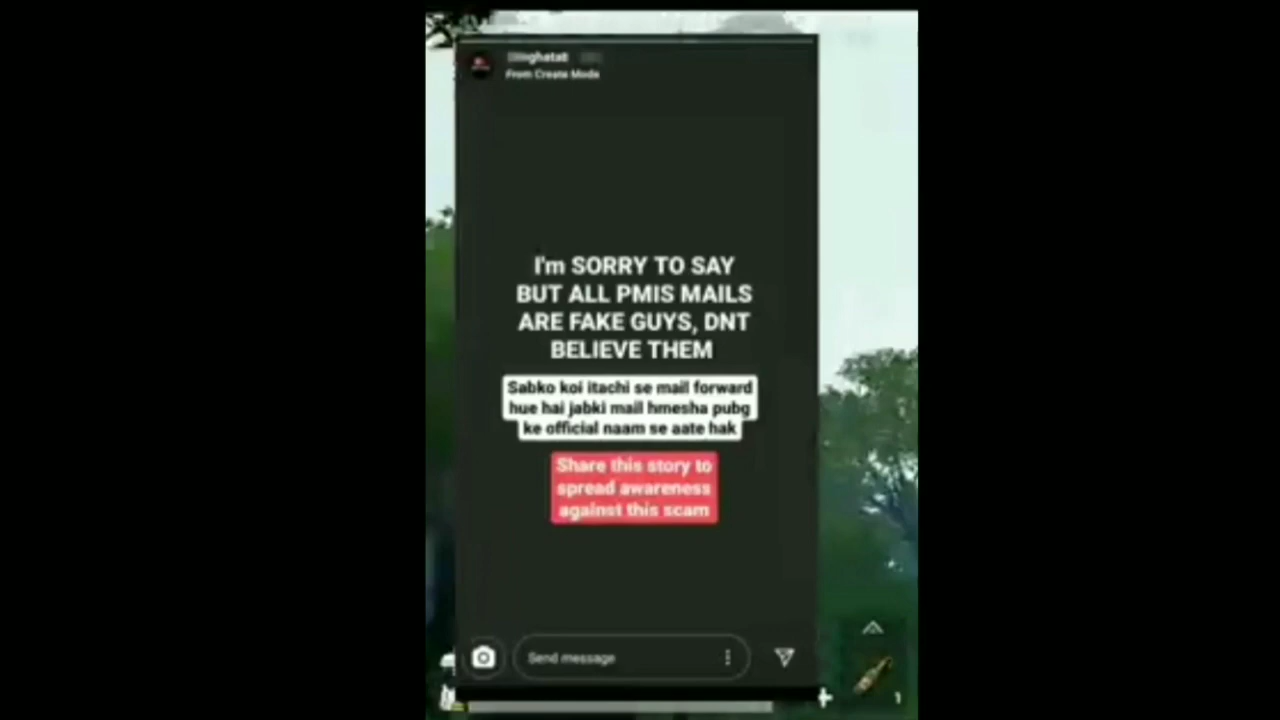 From Create Mode
I'm SORRY TO SAY
BUT ALL PMIS MAILS
ARE FAKE GUYS, DNT
BELIEVE THEM
Sabko koi itachi se mail forward
hue hai jabki mail hmesha pubg
ke official naam se aate hak
Share this story to
spread awareness
against this scam
Send message
1